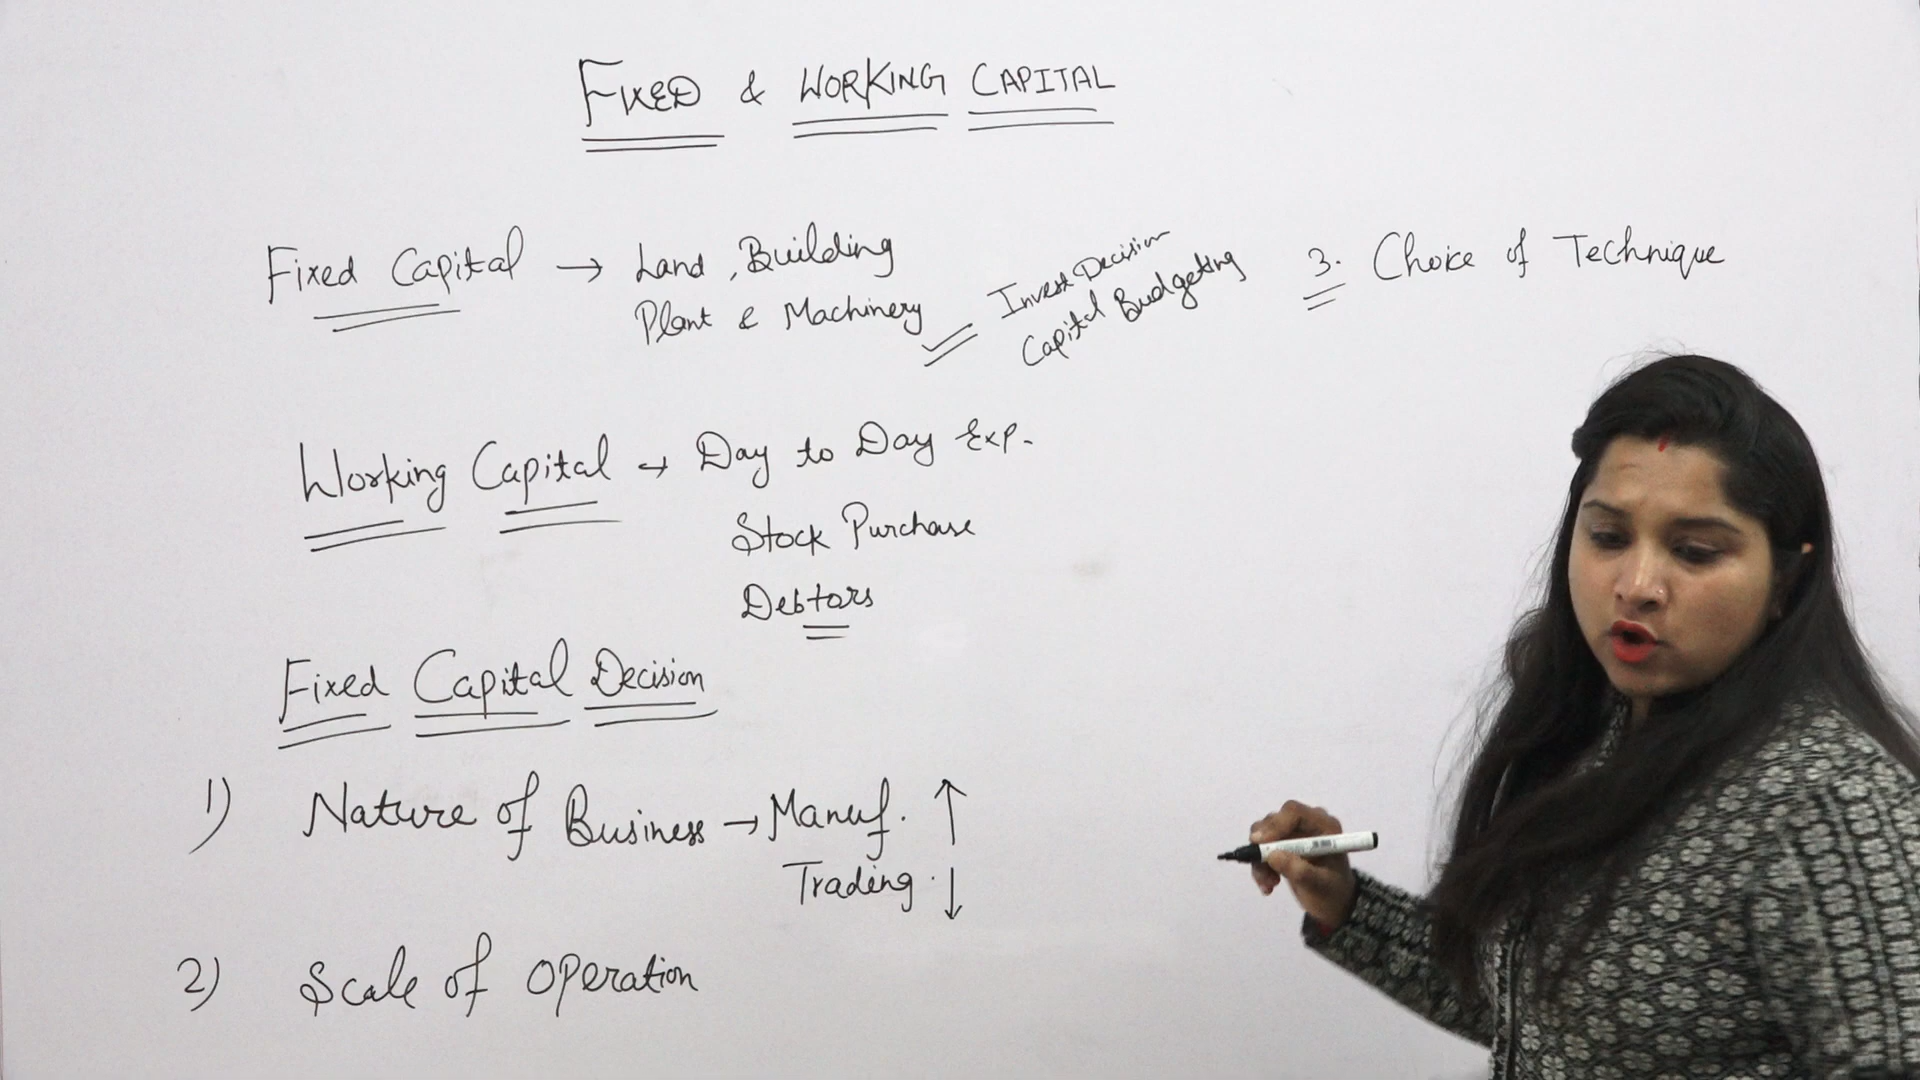 FIXED & WORKING CAPITAL
Fixed Capital → Land, Building
Plant & Machinery
Invest Decision
Capital Budgeting
Working Capital → Day to Day Exp.
Stock Purchase
Debtors
Fixed Capital Decision
1) Nature of Business → Manuf. ↑
Trading. ↓
2) Scale of Operation
3. Choice of Technique